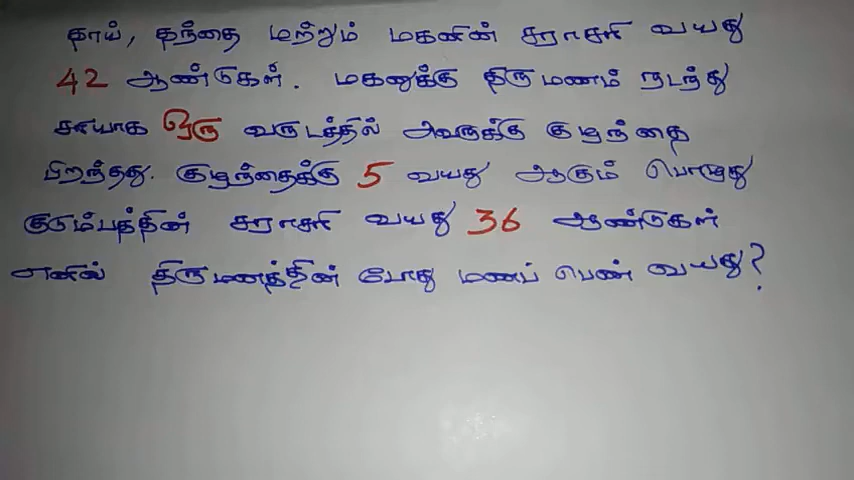 தாய், தந்தை மற்றும் மகனின் சராசரி வயது
42 ஆண்டுகள். மகனுக்கு திருமணம் நடந்து
சரியாக ஒரு வருடத்தில் அவருக்கு குழந்தை
பிறந்தது. குழந்தைக்கு 5 வயது ஆகும் பொழுது
குடும்பத்தின் சராசரி வயது 36 ஆண்டுகள்
எனில் திருமணத்தின் போது மணப் பெண் வயது?